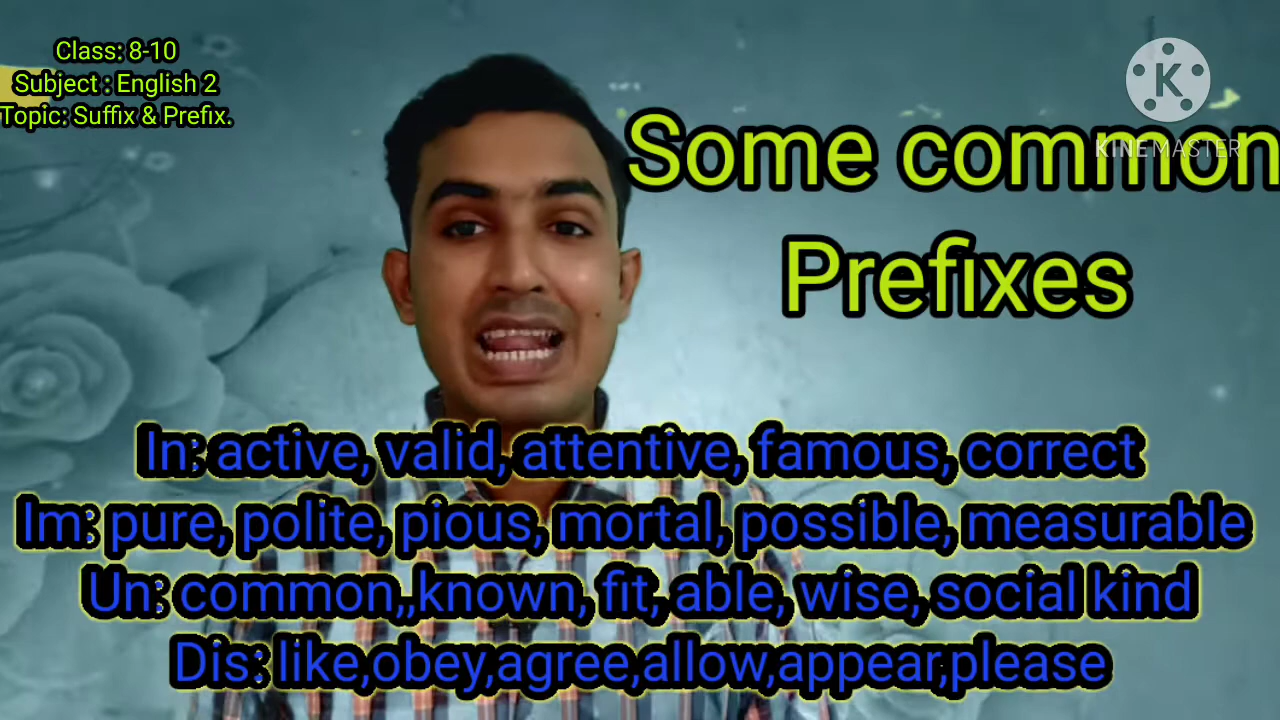 Class: 8-10
Subject : English 2
Topic: Suffix & Prefix.
K
KINEMASTER
Some common
Prefixes
In: active, valid, attentive, famous, correct
Im: pure, polite, pious, mortal, possible, measurable
Un: common,,known, fit, able, wise, social kind
Dis: like,obey,agree,allow,appear,please